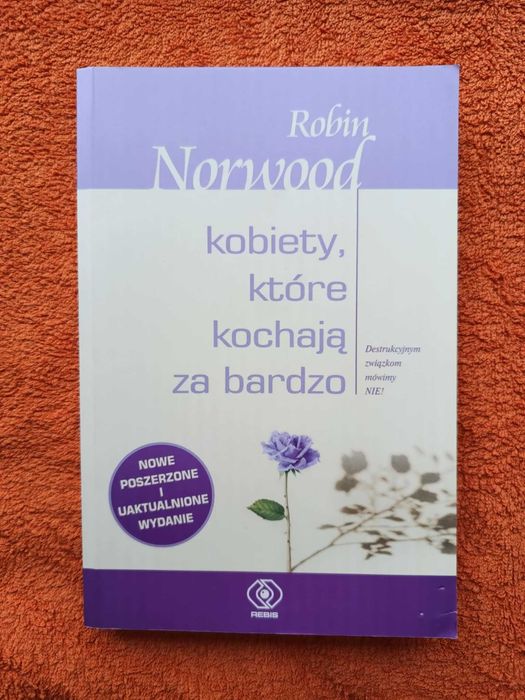 Robin
Norwood
kobiety,
które
kochają
za bardzo
Destrukcyjnym
związkom
mówimy
NIE!
NOWE
POSZERZONE
I
UAKTUALNIONE
WYDANIE
REBIS